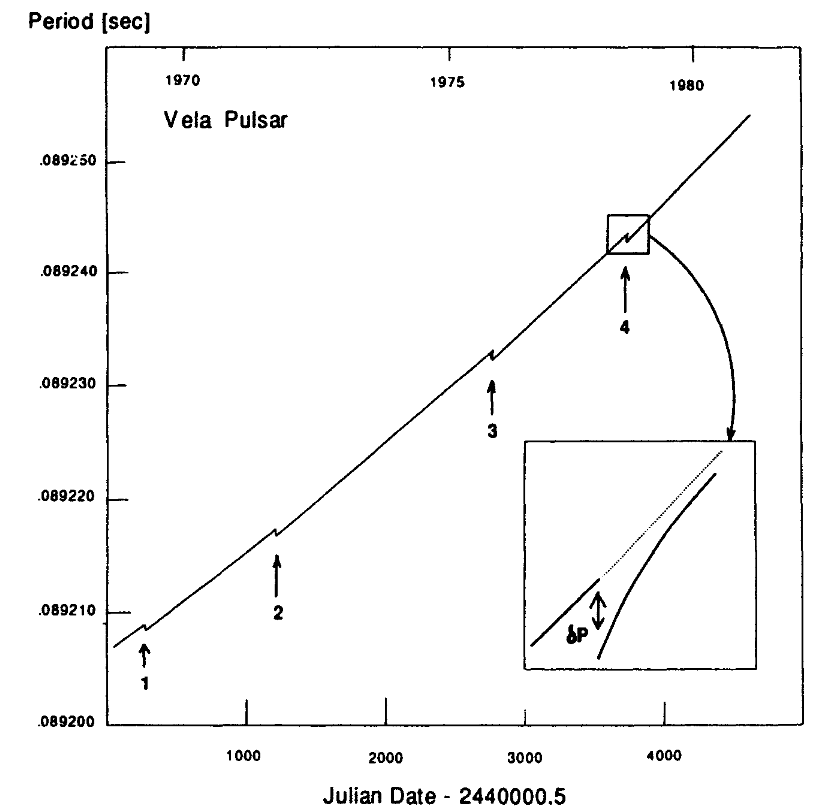 Period [sec]
1970 1975 1980
Vela Pulsar
.089250
.089240
4
.089230
3
.089220
2
δP
.089210
1
.089200
1000 2000 3000 4000
Julian Date - 2440000.5